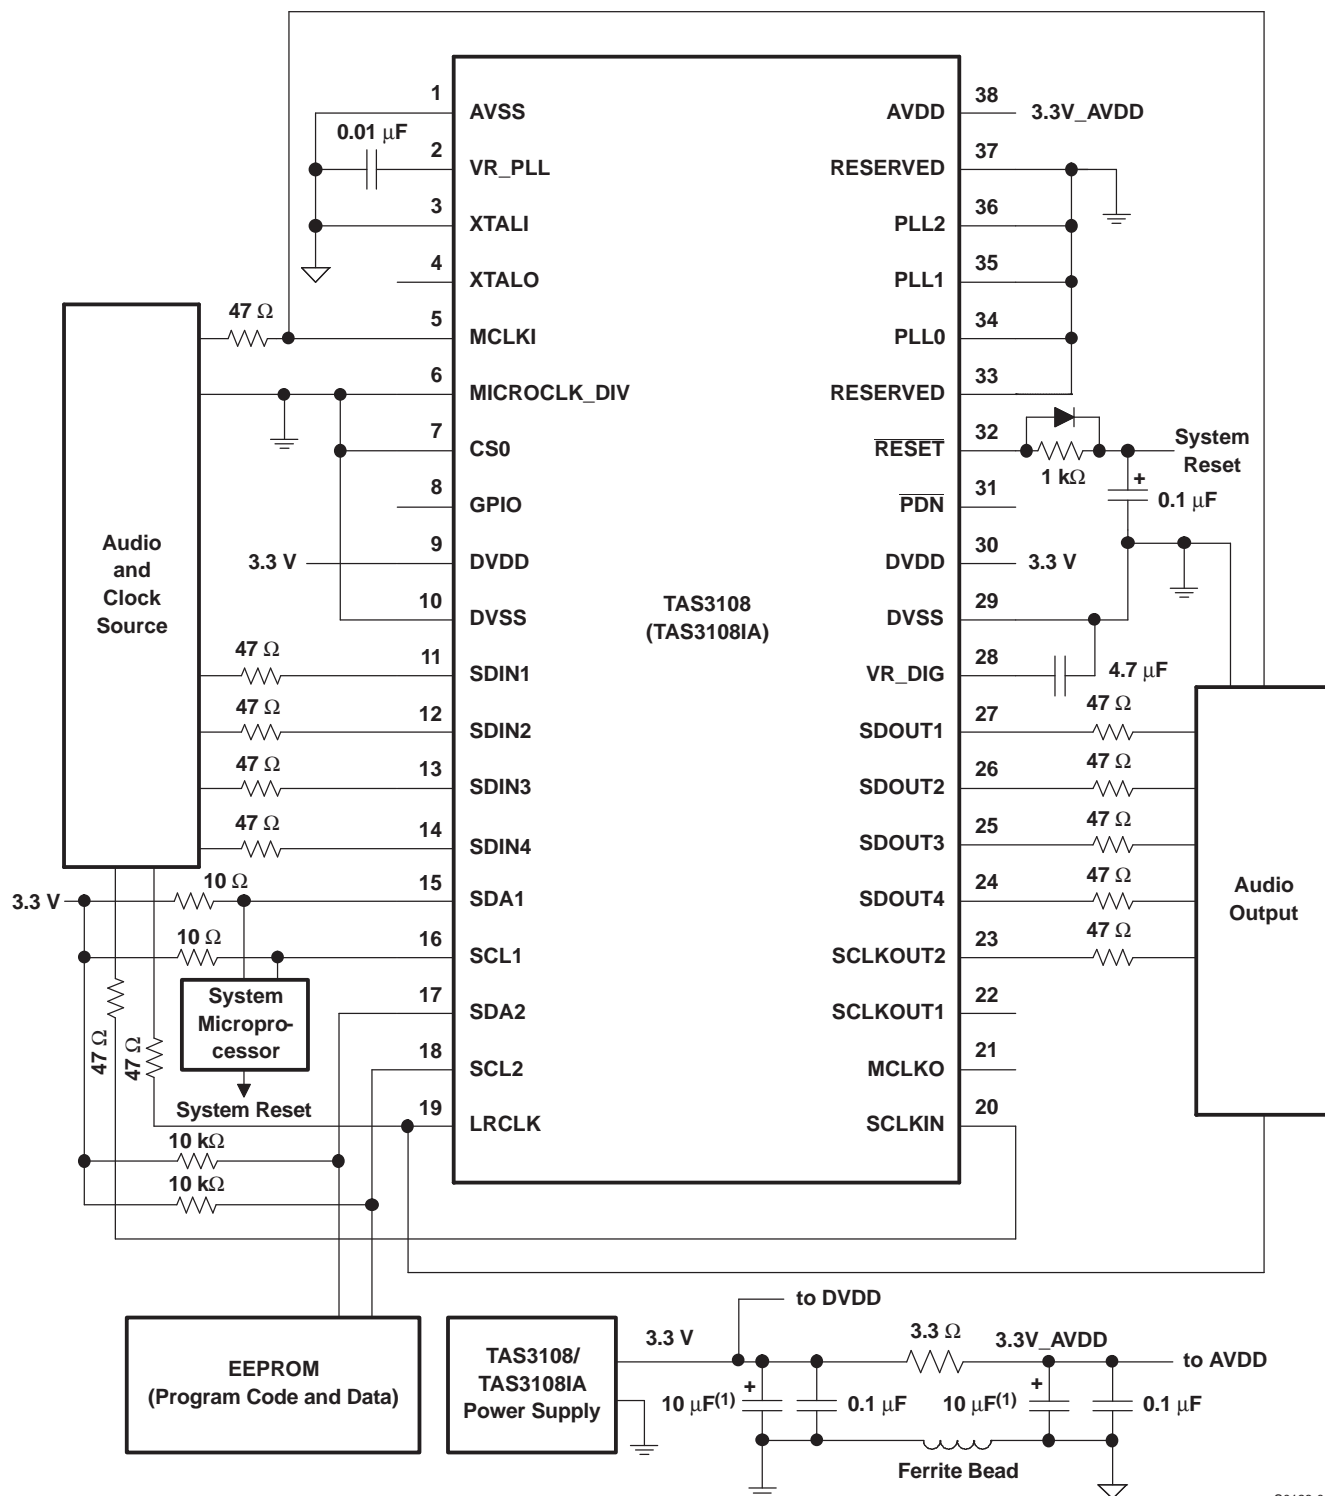 1
AVSS
0.01 μF
2
VR_PLL
3
XTALI
4
XTALO
47 Ω
5
MCLKI
6
MICROCLK_DIV
7
CS0
8
GPIO
3.3 V
9
DVDD
10
DVSS
47 Ω
11
SDIN1
47 Ω
12
SDIN2
47 Ω
13
SDIN3
47 Ω
14
SDIN4
3.3 V
10 Ω
15
SDA1
10 Ω
16
SCL1
17
SDA2
18
SCL2
19
LRCLK
Audio
and
Clock
Source
System
Micropro-
cessor
System Reset
47 Ω
47 Ω
10 kΩ
10 kΩ
TAS3108
(TAS3108IA)
38
AVDD
3.3V_AVDD
37
RESERVED
36
PLL2
35
PLL1
34
PLL0
33
RESERVED
32
RESET
1 kΩ
System
Reset
+
0.1 μF
31
PDN
30
DVDD
3.3 V
29
DVSS
28
VR_DIG
4.7 μF
27
SDOUT1
47 Ω
26
SDOUT2
47 Ω
25
SDOUT3
47 Ω
24
SDOUT4
47 Ω
23
SCLKOUT2
47 Ω
22
SCLKOUT1
21
MCLKO
20
SCLKIN
Audio
Output
EEPROM
(Program Code and Data)
TAS3108/
TAS3108IA
Power Supply
3.3 V
to DVDD
3.3 Ω
3.3V_AVDD
to AVDD
+
10 μF(1)
0.1 μF
+
10 μF(1)
0.1 μF
Ferrite Bead